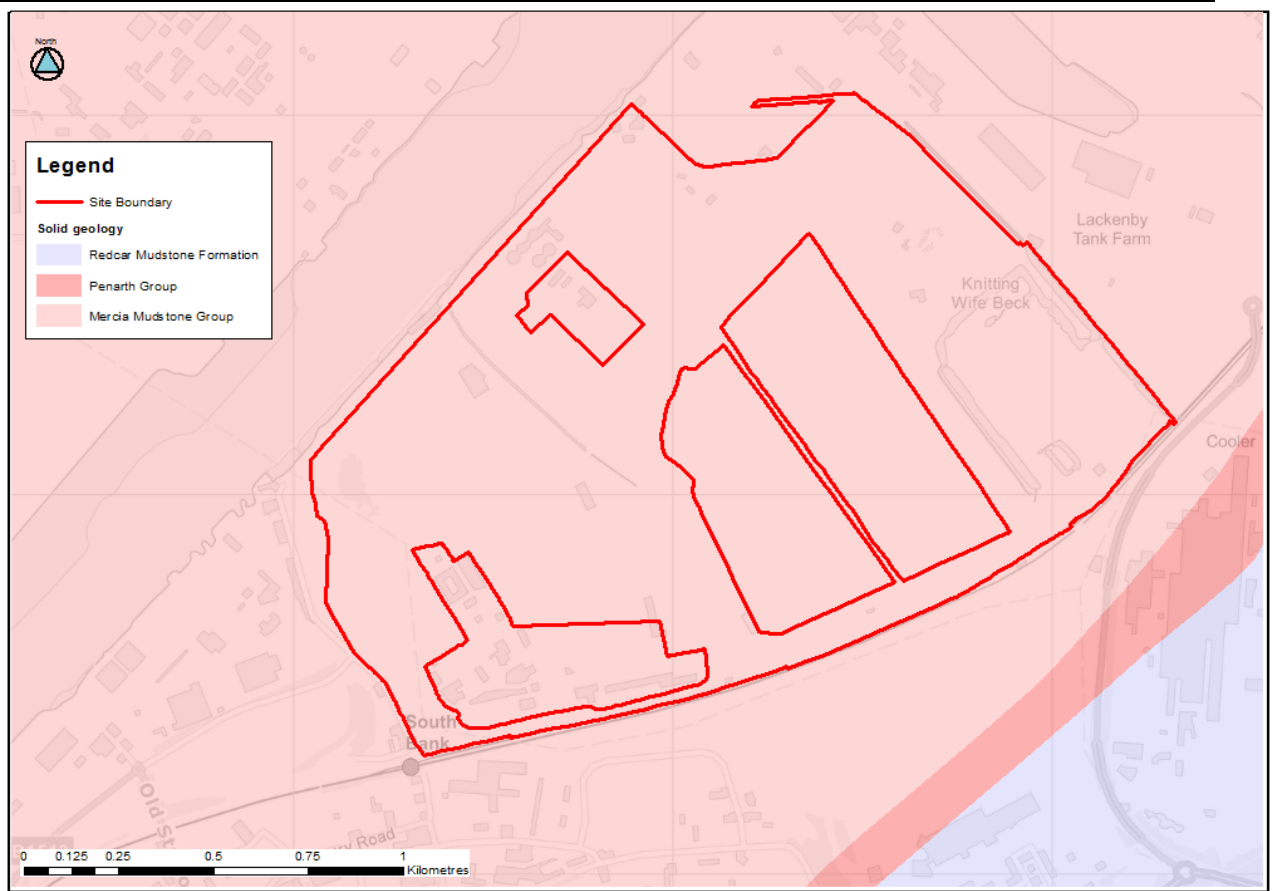 North
Legend
Site Boundary
Solid geology
Redcar Mudstone Formation
Penarth Group
Mercia Mudstone Group
Lackenby
Tank Farm
Knitting
Wife Beck
Cooler
South
Bank
Old St
Road
0 0.125 0.25 0.5 0.75 1
Kilometres